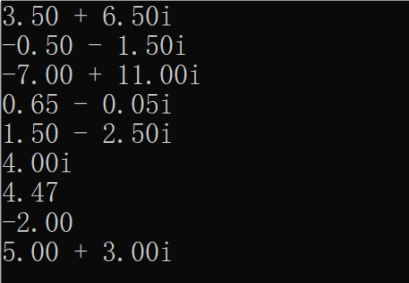 3.50 + 6.50i
-0.50 - 1.50i
-7.00 + 11.00i
0.65 - 0.05i
1.50 - 2.50i
4.00i
4.47
-2.00
5.00 + 3.00i